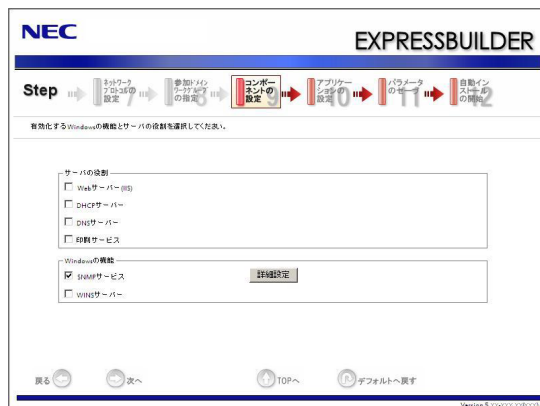 NEC
EXPRESSBUILDER
Step
ネットワーク
プロトコルの
設定
7
参加ドメイン
ワークグループ
の指定
8
コンポー
ネントの
設定
9
アプリケー
ションの
設定
10
パラメータ
のセーブ
11
自動イン
ストール
の開始
12
有効化するWindowsの機能とサーバの役割を選択してください。
サーバの役割
Webサーバー(IIS)
DHCPサーバー
DNSサーバー
印刷サービス
Windowsの機能
SNMPサービス
詳細設定
WINSサーバー
戻る
次へ
TOPへ
デフォルトへ戻す
Version 5